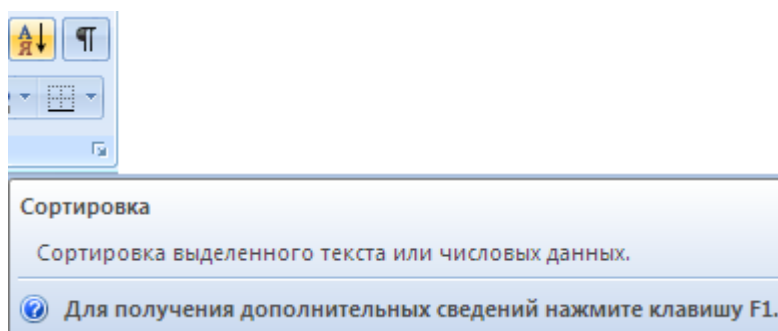 А
Я
¶
Сортировка
Сортировка выделенного текста или числовых данных.
Для получения дополнительных сведений нажмите клавишу F1.